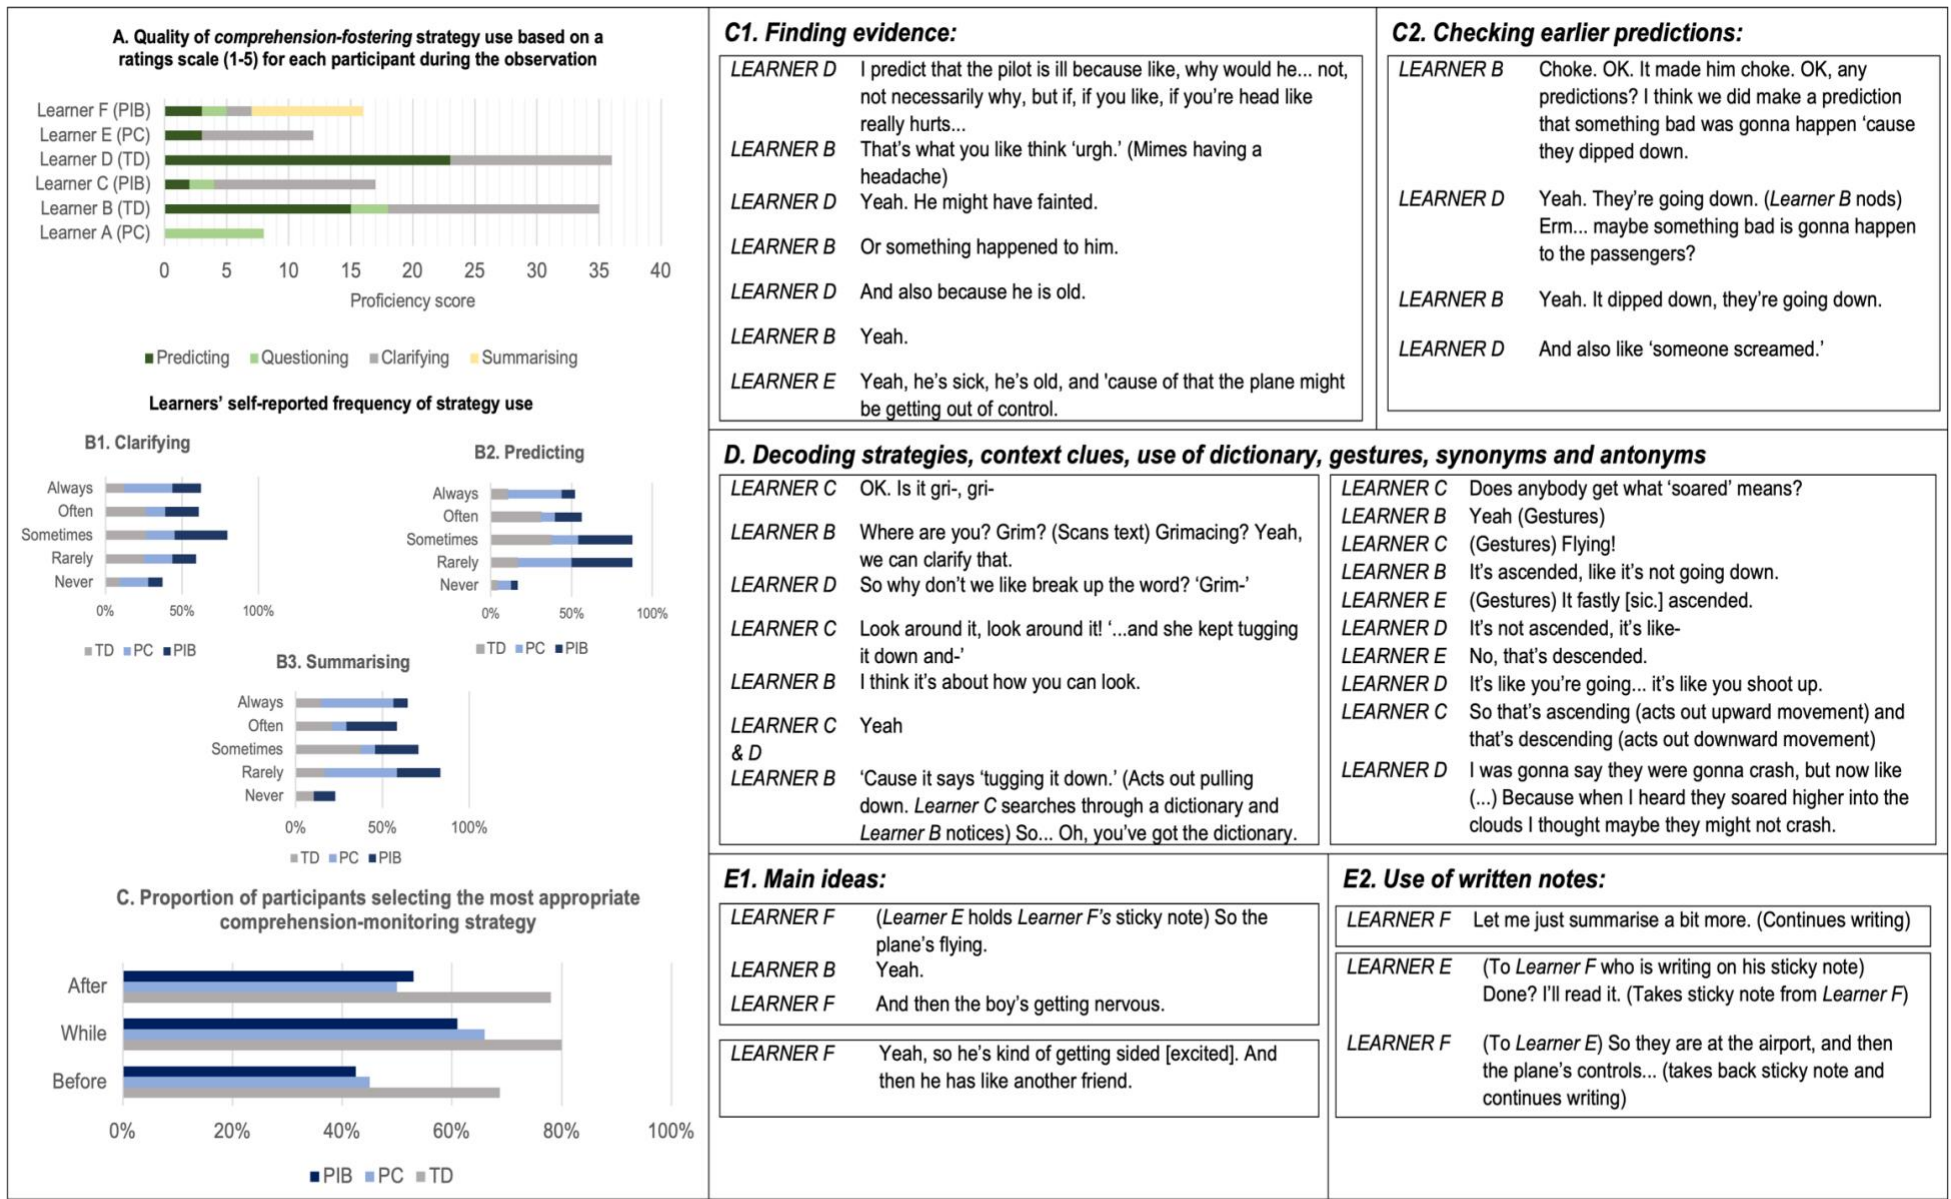 A. Quality of comprehension-fostering strategy use based on a
ratings scale (1-5) for each participant during the observation
Learner F (PIB)
Learner E (PC)
Learner D (TD)
Learner C (PIB)
Learner B (TD)
Learner A (PC)
0 5 10 15 20 25 30 35 40
Proficiency score
Predicting Questioning Clarifying Summarising
Learners’ self-reported frequency of strategy use
B1. Clarifying
Always
Often
Sometimes
Rarely
Never
0% 50% 100%
TD PC PIB
B2. Predicting
Always
Often
Sometimes
Rarely
Never
0% 50% 100%
TD PC PIB
B3. Summarising
Always
Often
Sometimes
Rarely
Never
0% 50% 100%
TD PC PIB
C. Proportion of participants selecting the most appropriate
comprehension-monitoring strategy
After
While
Before
0% 20% 40% 60% 80% 100%
PIB PC TD
C1. Finding evidence:
LEARNER D I predict that the pilot is ill because like, why would he... not,
not necessarily why, but if, if you like, if you’re head like
really hurts...
LEARNER B That’s what you like think ‘urgh.’ (Mimes having a
headache)
LEARNER D Yeah. He might have fainted.
LEARNER B Or something happened to him.
LEARNER D And also because he is old.
LEARNER B Yeah.
LEARNER E Yeah, he’s sick, he’s old, and 'cause of that the plane might
be getting out of control.
C2. Checking earlier predictions:
LEARNER B Choke. OK. It made him choke. OK, any
predictions? I think we did make a prediction
that something bad was gonna happen ‘cause
they dipped down.
LEARNER D Yeah. They’re going down. (Learner B nods)
Erm... maybe something bad is gonna happen
to the passengers?
LEARNER B Yeah. It dipped down, they’re going down.
LEARNER D And also like ‘someone screamed.’
D. Decoding strategies, context clues, use of dictionary, gestures, synonyms and antonyms
LEARNER C OK. Is it gri-, gri-
LEARNER B Where are you? Grim? (Scans text) Grimacing? Yeah,
we can clarify that.
LEARNER D So why don’t we like break up the word? ‘Grim-’
LEARNER C Look around it, look around it! ‘...and she kept tugging
it down and-’
LEARNER B I think it’s about how you can look.
LEARNER C Yeah
& D
LEARNER B ‘Cause it says ‘tugging it down.’ (Acts out pulling
down. Learner C searches through a dictionary and
Learner B notices) So... Oh, you’ve got the dictionary.
LEARNER C Does anybody get what ‘soared’ means?
LEARNER B Yeah (Gestures)
LEARNER C (Gestures) Flying!
LEARNER B It’s ascended, like it’s not going down.
LEARNER E (Gestures) It fastly [sic.] ascended.
LEARNER D It’s not ascended, it’s like-
LEARNER E No, that’s descended.
LEARNER D It’s like you’re going... it’s like you shoot up.
LEARNER C So that’s ascending (acts out upward movement) and
that’s descending (acts out downward movement)
LEARNER D I was gonna say they were gonna crash, but now like
(...) Because when I heard they soared higher into the
clouds I thought maybe they might not crash.
E1. Main ideas:
LEARNER F (Learner E holds Learner F’s sticky note) So the
plane’s flying.
LEARNER B Yeah.
LEARNER F And then the boy’s getting nervous.
LEARNER F Yeah, so he’s kind of getting sided [excited]. And
then he has like another friend.
E2. Use of written notes:
LEARNER F Let me just summarise a bit more. (Continues writing)
LEARNER E (To Learner F who is writing on his sticky note)
Done? I’ll read it. (Takes sticky note from Learner F)
LEARNER F (To Learner E) So they are at the airport, and then
the plane’s controls... (takes back sticky note and
continues writing)